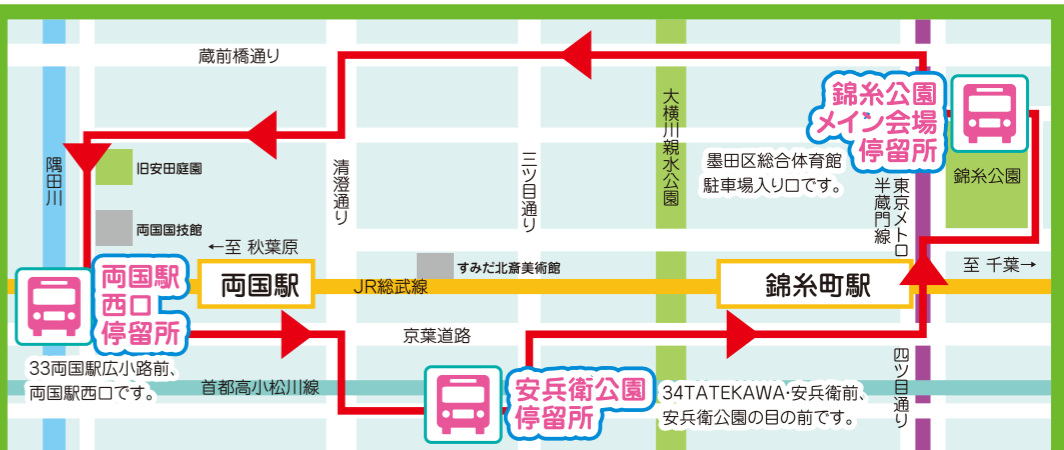 蔵前橋通り
隅田川
旧安田庭園
両国国技館
清澄通り
三ツ目通り
大横川親水公園
錦糸公園
メイン会場
停留所
墨田区総合体育館
駐車場入り口です。
東京メトロ
半蔵門線
錦糸公園
←至 秋葉原
至 千葉→
両国駅
西口
停留所
両国駅
JR総武線
すみだ北斎美術館
錦糸町駅
33両国駅広小路前、
両国駅西口です。
京葉道路
首都高小松川線
安兵衛公園
停留所
34TATEKAWA・安兵衛前、
安兵衛公園の目の前です。
四ツ目通り